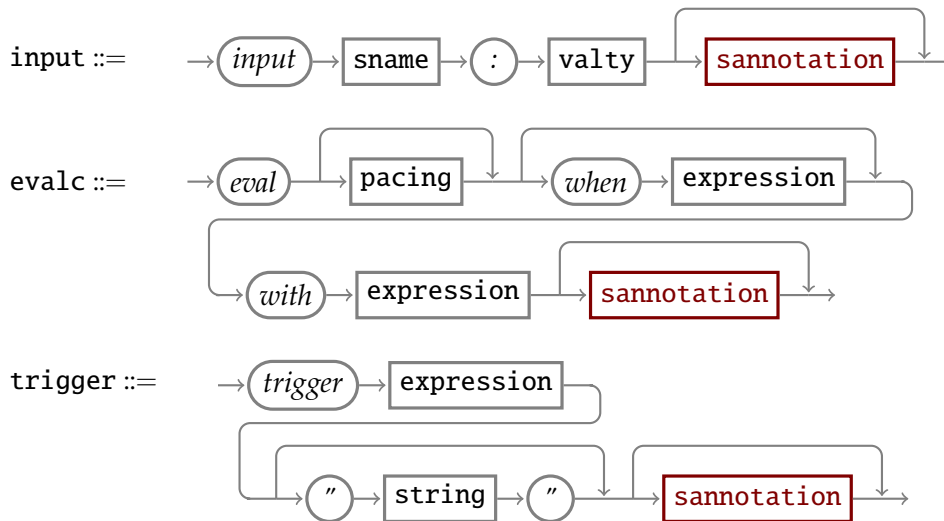 input ::= input sname : valty sannotation
evalc ::= eval pacing when expression
with expression sannotation
trigger ::= trigger expression
" string " sannotation